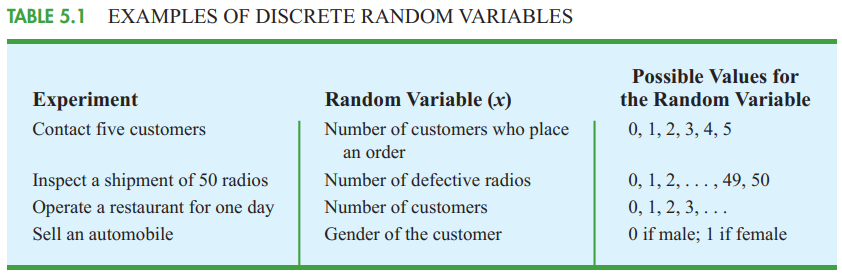 TABLE 5.1 EXAMPLES OF DISCRETE RANDOM VARIABLES
Possible Values for
Experiment Random Variable (x) the Random Variable
Contact five customers Number of customers who place 0, 1, 2, 3, 4, 5
an order
Inspect a shipment of 50 radios Number of defective radios 0, 1, 2, . . . , 49, 50
Operate a restaurant for one day Number of customers 0, 1, 2, 3, . . .
Sell an automobile Gender of the customer 0 if male; 1 if female